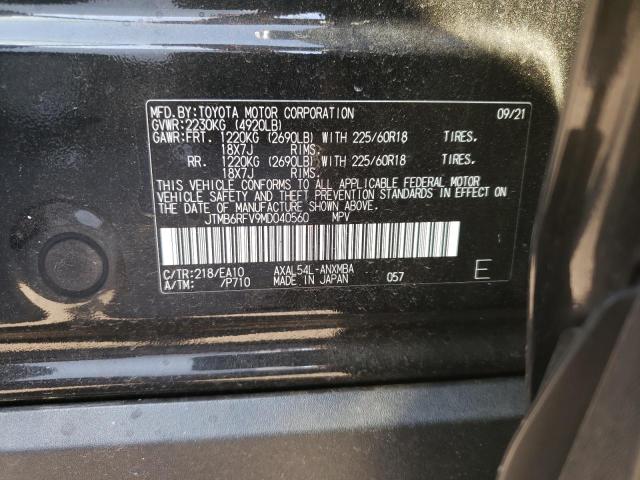 MFD.BY:TOYOTA MOTOR CORPORATION 09/21
GVWR:2230KG (4920LB)
GAWR:FRT. 1220KG (2690LB) WITH 225/60R18 TIRES.
18X7J RIMS.
RR. 1220KG (2690LB) WITH 225/60R18 TIRES.
18X7J RIMS.
THIS VEHICLE CONFORMS TO ALL APPLICABLE FEDERAL MOTOR
VEHICLE SAFETY AND THEFT PREVENTION STANDARDS IN EFFECT ON
THE DATE OF MANUFACTURE SHOWN ABOVE.
JTMB6RFV9MD040560 MPV
C/TR:218/EA10 AXAL54L-ANXMBA
A/TM: /P710 MADE IN JAPAN 057 E